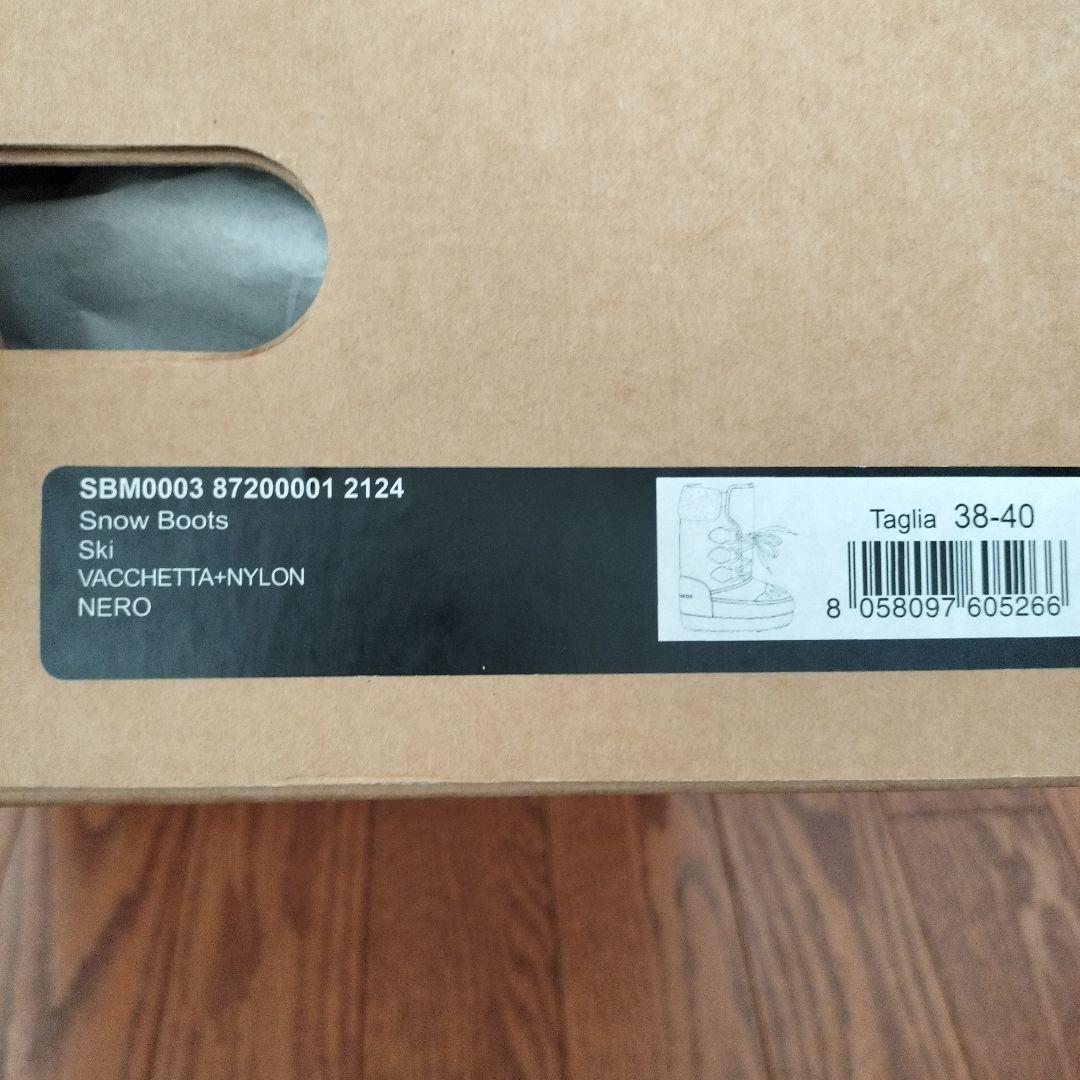 SBM0003 87200001 2124
Snow Boots
Ski
VACCHETTA+NYLON
NERO
Taglia 38-40
8 058097 605266